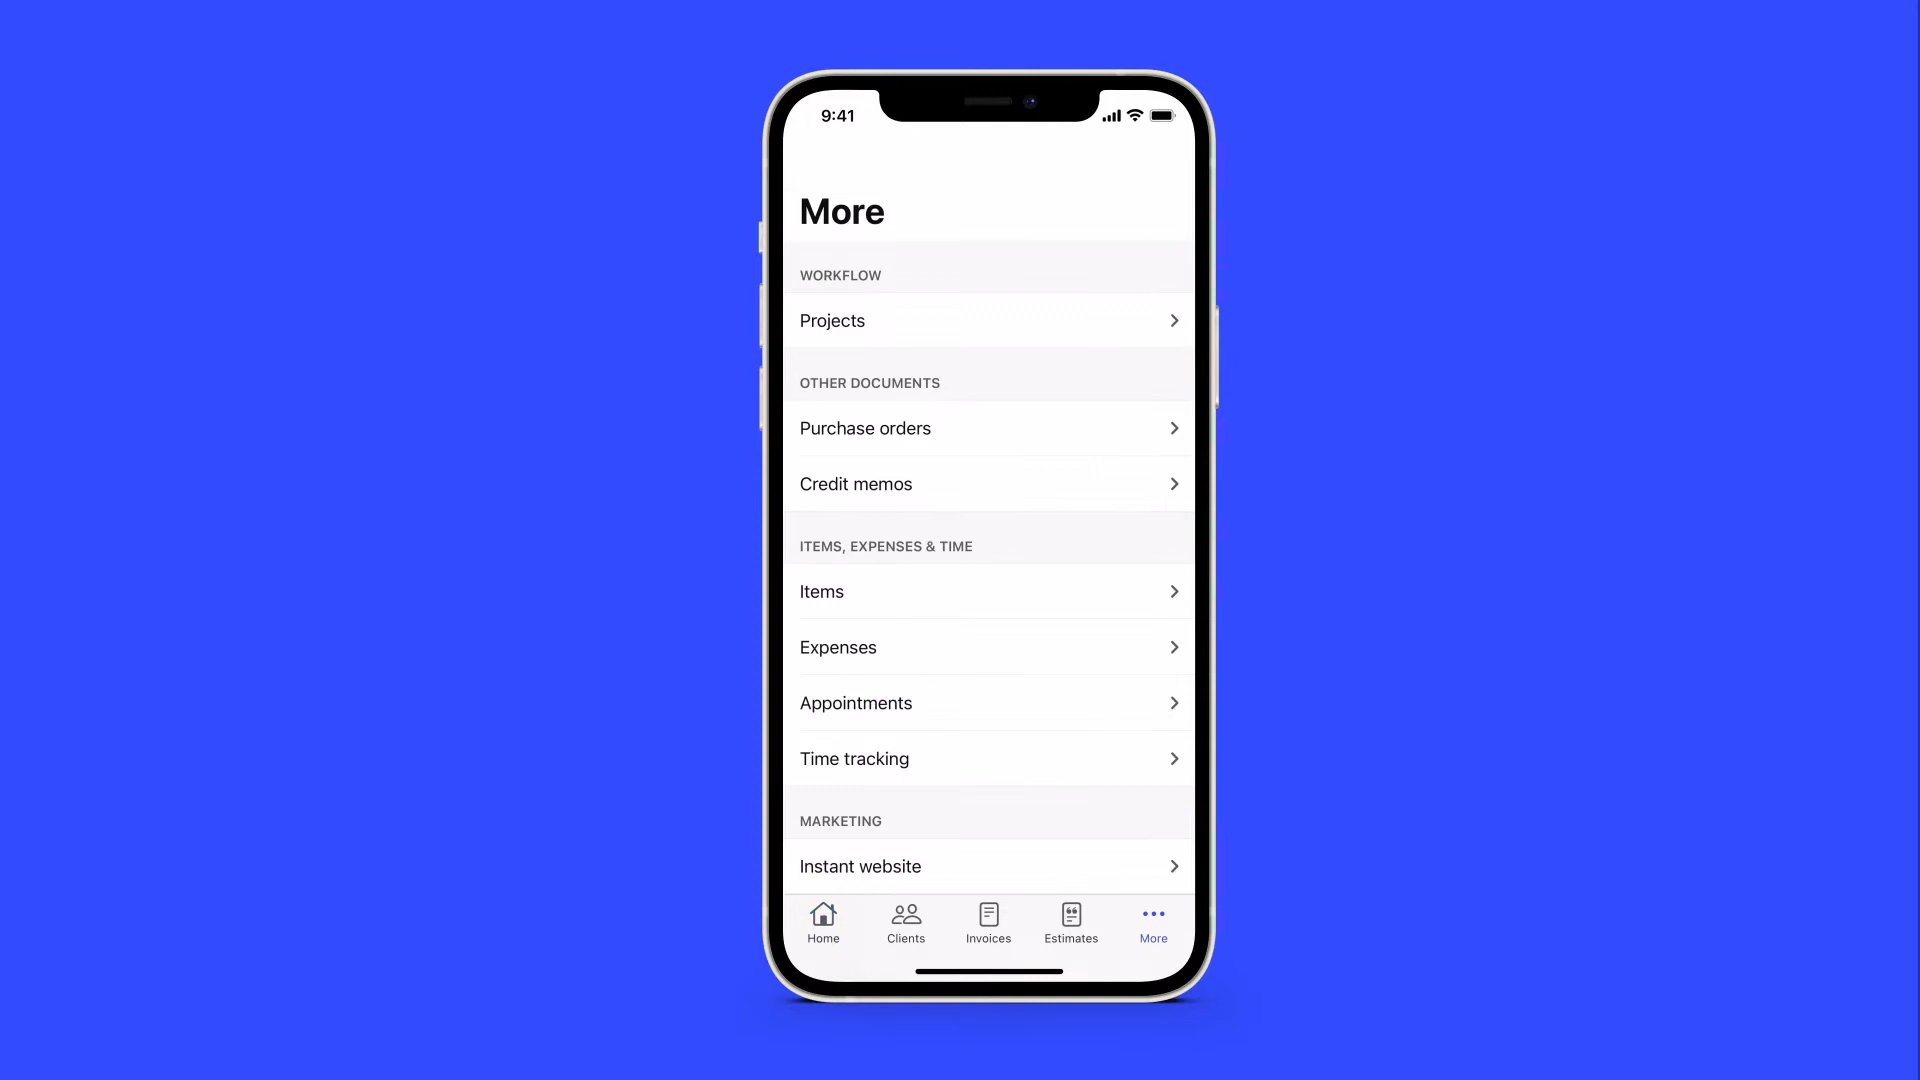 9:41
More
WORKFLOW
Projects
OTHER DOCUMENTS
Purchase orders
Credit memos
ITEMS, EXPENSES & TIME
Items
Expenses
Appointments
Time tracking
MARKETING
Instant website
Home Clients Invoices Estimates More